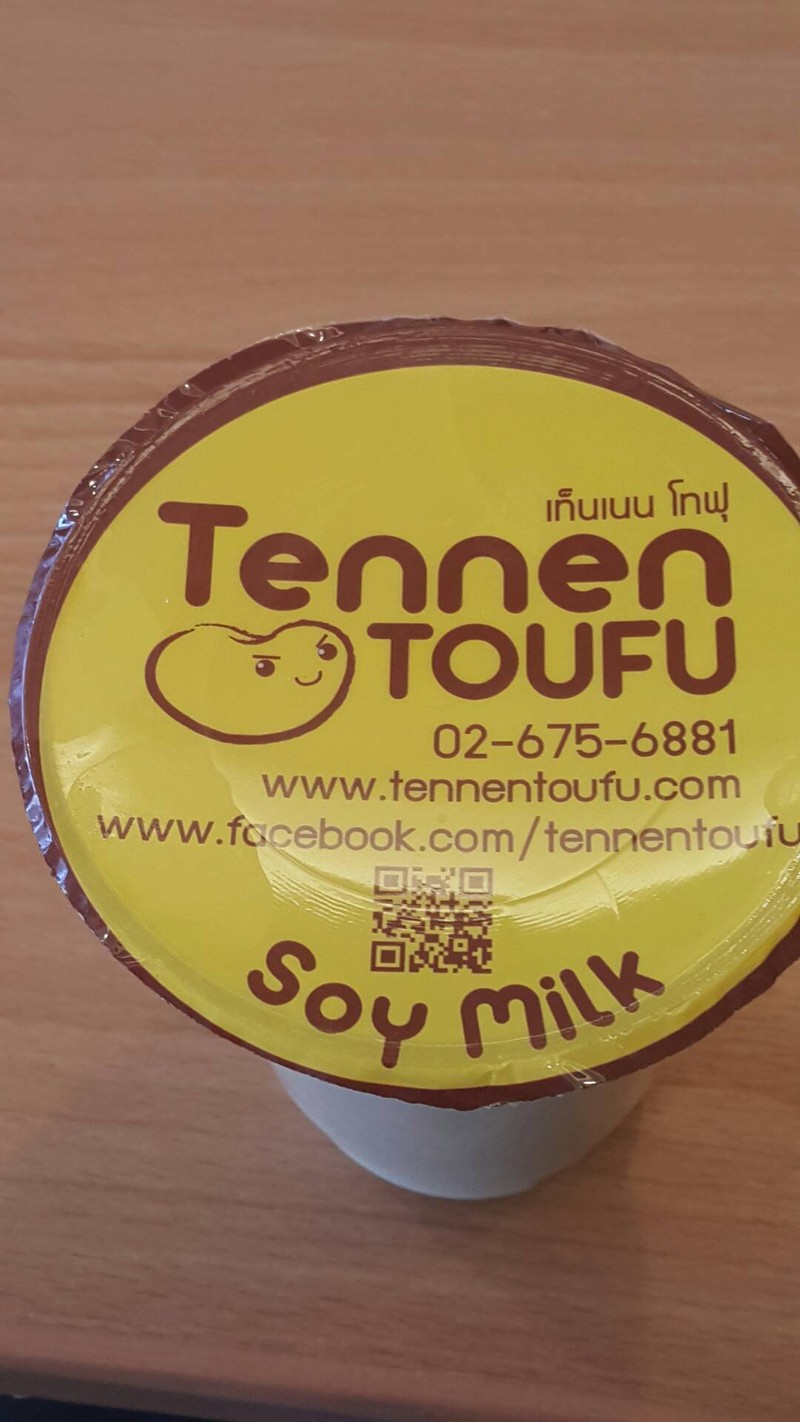 เท็นเนน โทฟุ
Tennen
TOUFU
02-675-6881
www.tennentoufu.com
www.facebook.com/tennentoufu
Soy Milk